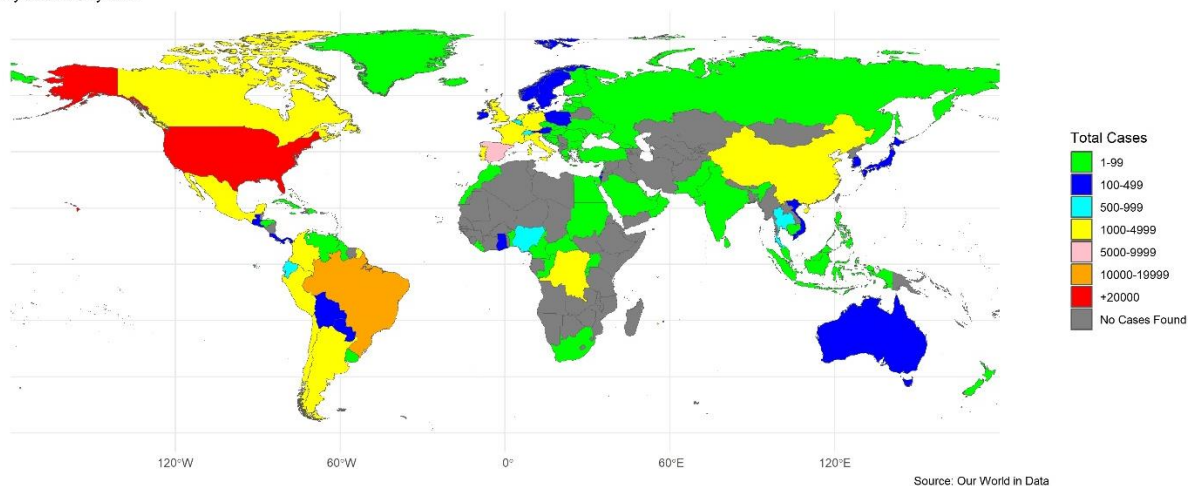 Total Cases
1-99
100-499
500-999
1000-4999
5000-9999
10000-19999
+20000
No Cases Found
120°W 60°W 0° 60°E 120°E
Source: Our World in Data